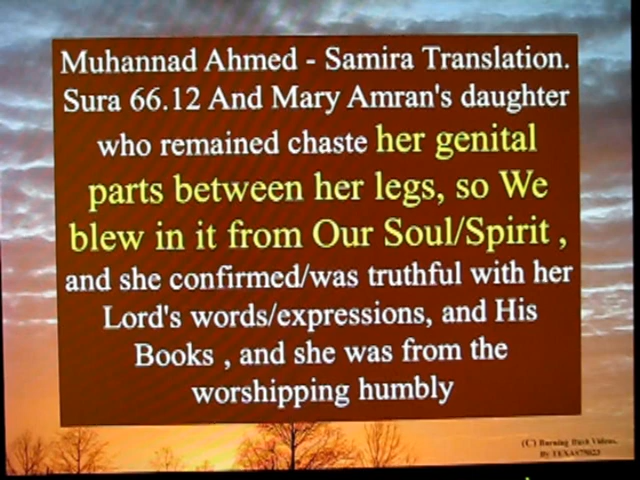 Muhannad Ahmed - Samira Translation.
Sura 66.12 And Mary Amran's daughter
who remained chaste her genital
parts between her legs, so We
blew in it from Our Soul/Spirit ,
and she confirmed/was truthful with her
Lord's words/expressions, and His
Books , and she was from the
worshipping humbly
(C) Burning Bush Videos.
By TEXAS75023